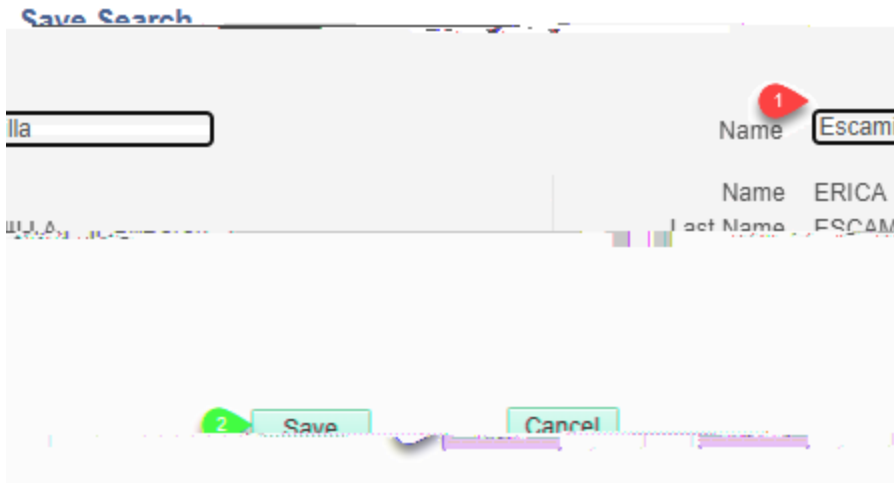 Save Search
1
lla
Name Escami
Name ERICA
Last Name ESCAM
2 Save Cancel